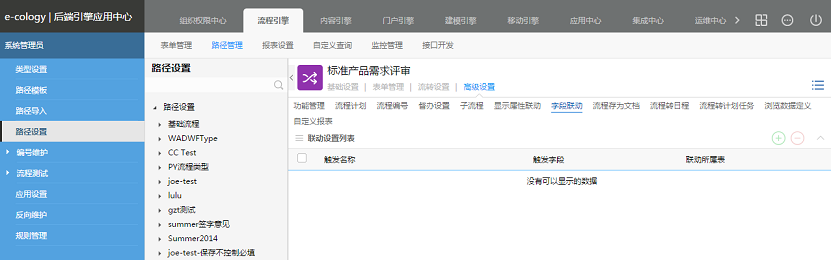 e-cology | 后端引擎应用中心
组织权限中心 流程引擎 内容引擎 门户引擎 建模引擎 移动引擎 应用中心 集成中心 运维中心
系统管理员
表单管理 路径管理 报表设置 自定义查询 监控管理 接口开发
类型设置
路径模板
路径导入
路径设置
编号维护
流程测试
应用设置
反向维护
规则管理
路径设置
路径设置
基础流程
WADWFType
CC Test
PY流程类型
joe-test
lulu
gzt测试
summer签字意见
Summer2014
joe-test-保存不控制必填
标准产品需求评审
基础设置 | 表单管理 | 流转设置 | 高级设置
功能管理 流程计划 流程编号 督办设置 子流程 显示属性联动 字段联动 流程存为文档 流程转日程 流程转计划任务 浏览数据定义
自定义报表
联动设置列表
触发名称 触发字段 联动所属表
没有可以显示的数据